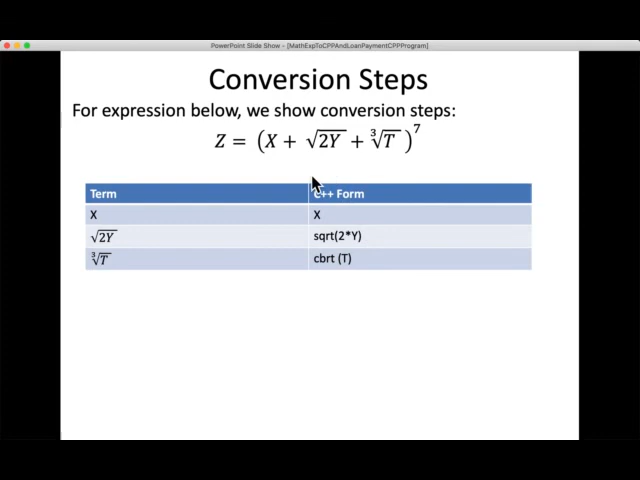 PowerPoint Slide Show - [MathExpToCPPAndLoanPaymentCPPProgram]
Conversion Steps
For expression below, we show conversion steps:
Z = (X + √2Y + ∛T)⁷
Term C++ Form
X X
√2Y sqrt(2*Y)
∛T cbrt (T)